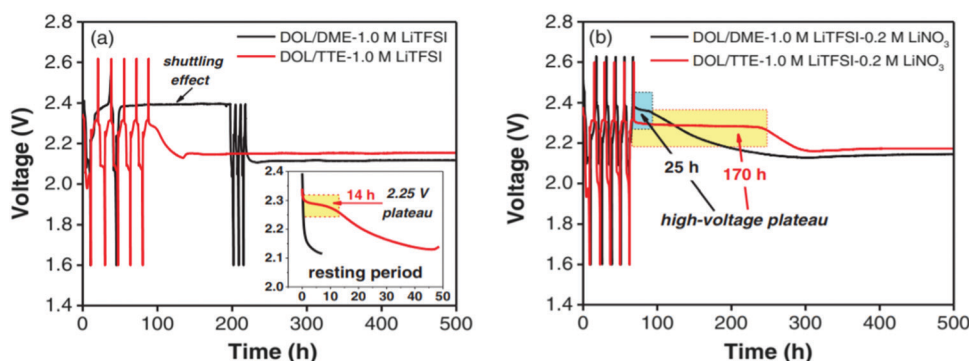 (a)
DOL/DME-1.0 M LiTFSI
DOL/TTE-1.0 M LiTFSI
shuttling
effect
Voltage (V)
2.8
2.6
2.4
2.2
2.0
1.8
1.6
1.4
0 100 200 300 400 500
Time (h)
14 h
2.25 V
plateau
resting period
2.4
2.3
2.2
2.1
2.0
0 10 20 30 40 50
(b)
DOL/DME-1.0 M LiTFSI-0.2 M LiNO₃
DOL/TTE-1.0 M LiTFSI-0.2 M LiNO₃
25 h
170 h
high-voltage plateau
Voltage (V)
2.8
2.6
2.4
2.2
2.0
1.8
1.6
1.4
0 100 200 300 400 500
Time (h)